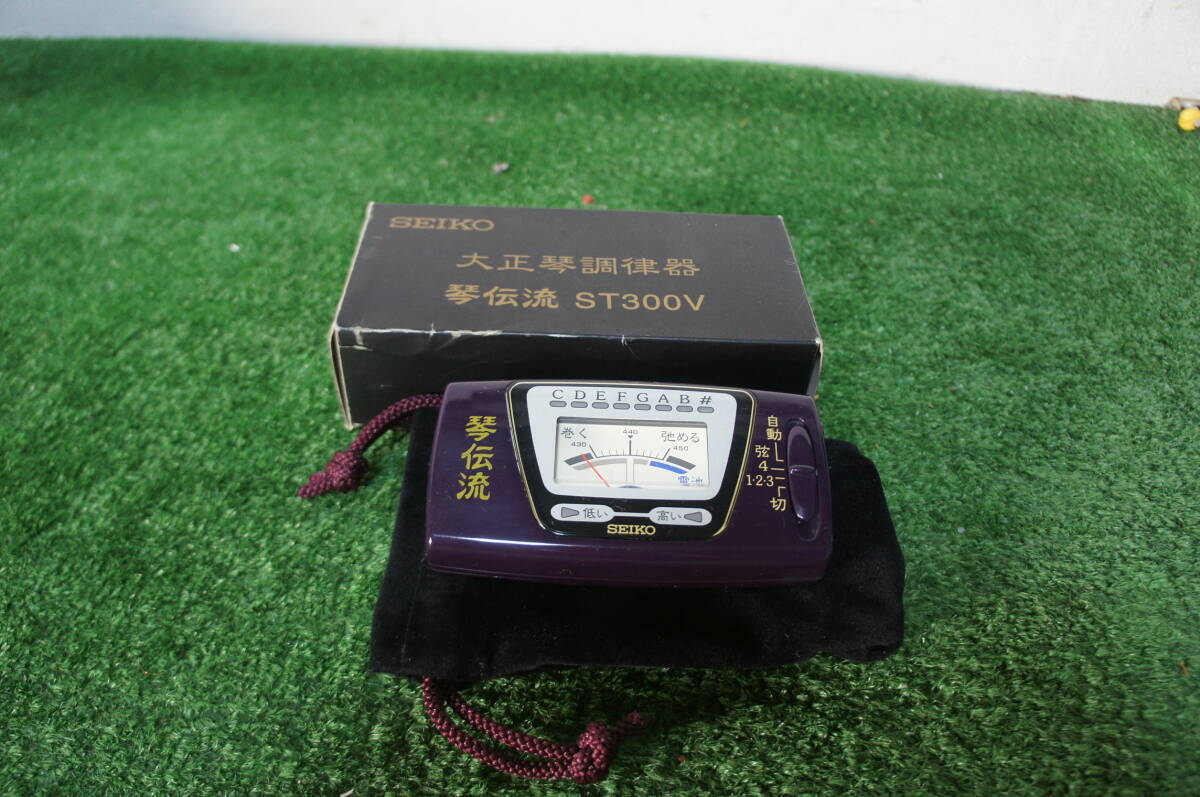 SEIKO
大正琴調律器
琴伝流 ST300V
琴伝流
C D E F G A B #
巻く 440 弛める
430 450
電池
低い 高い
SEIKO
自動
弦
4
1・2・3
切